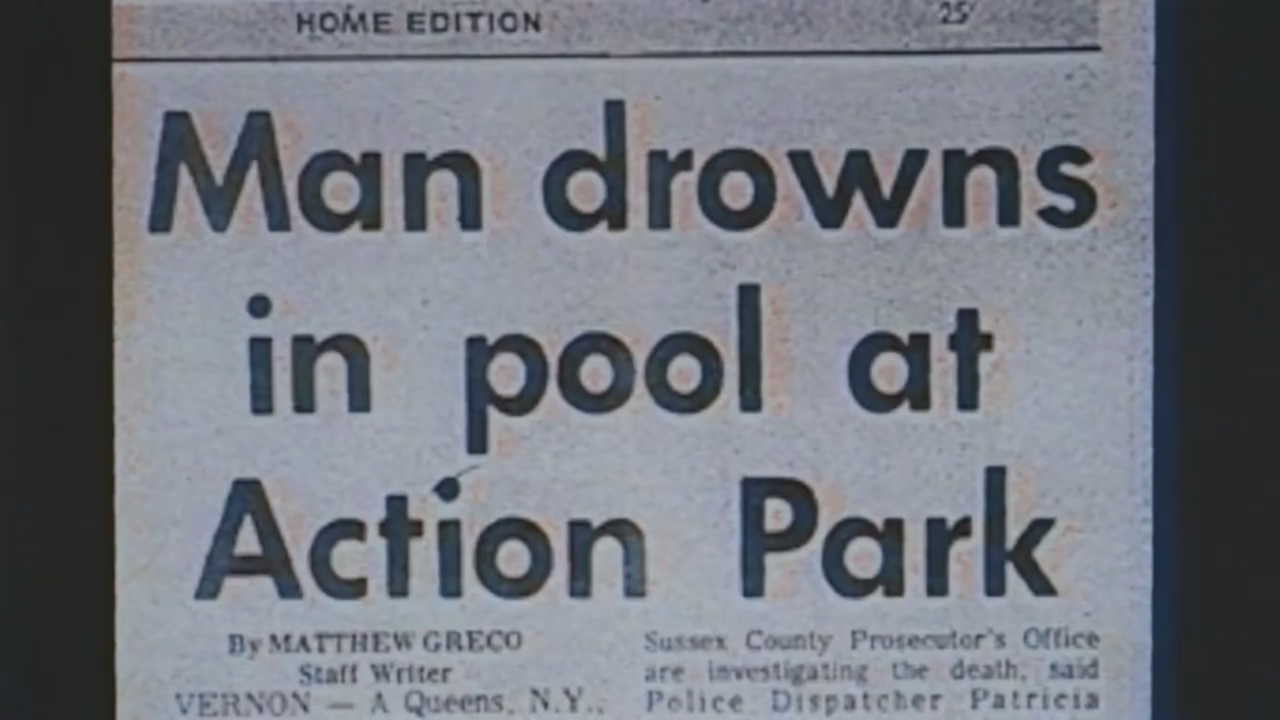 HOME EDITION
25¢
Man drowns
in pool at
Action Park
By MATTHEW GRECO
Staff Writer
VERNON — A Queens, N.Y.,
Sussex County Prosecutor's Office
are investigating the death, said
Police Dispatcher Patricia